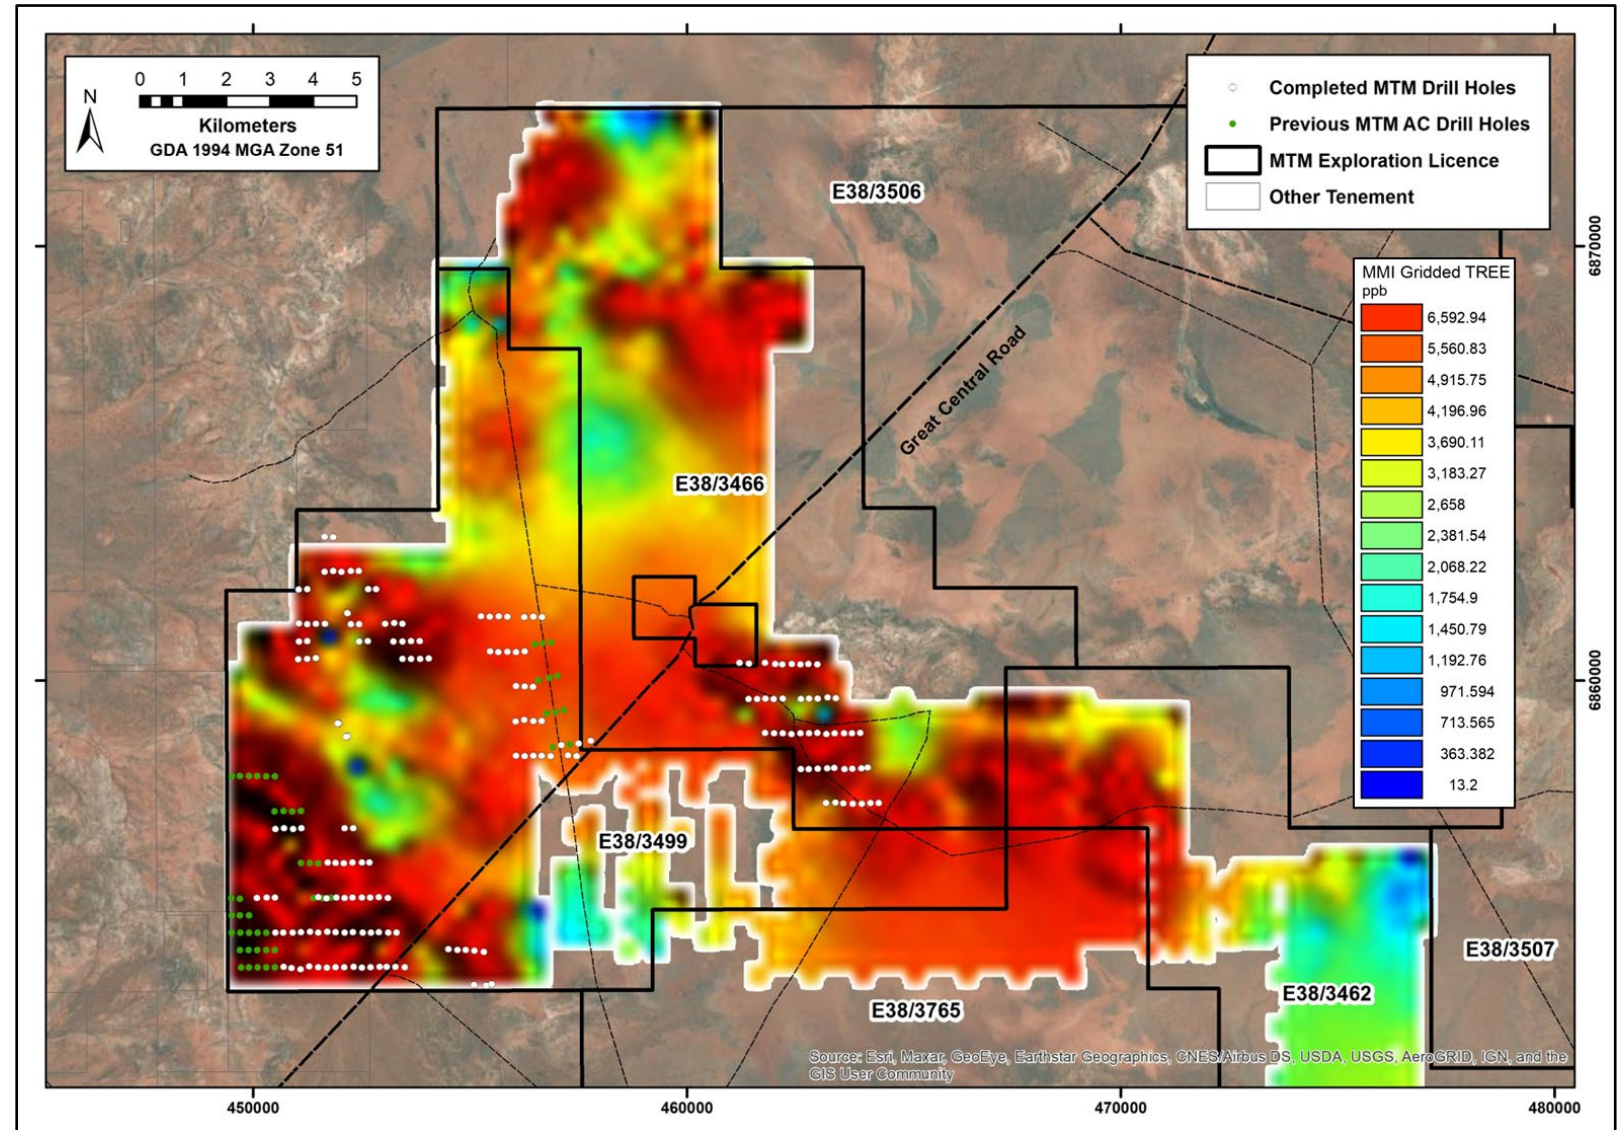 0 1 2 3 4 5
N
Kilometers
GDA 1994 MGA Zone 51
Completed MTM Drill Holes
Previous MTM AC Drill Holes
MTM Exploration Licence
Other Tenement
E38/3506
6870000
MMI Gridded TREE
ppb
6,592.94
5,560.83
4,915.75
4,196.96
3,690.11
3,183.27
2,658
2,381.54
2,068.22
1,754.9
1,450.79
1,192.76
971.594
713.565
363.382
13.2
Great Central Road
E38/3466
6860000
E38/3499
E38/3507
E38/3462
E38/3765
Source: Esri, Maxar, GeoEye, Earthstar Geographics, CNES/Airbus DS, USDA, USGS, AeroGRID, IGN, and the
GIS User Community
450000 460000 470000 480000